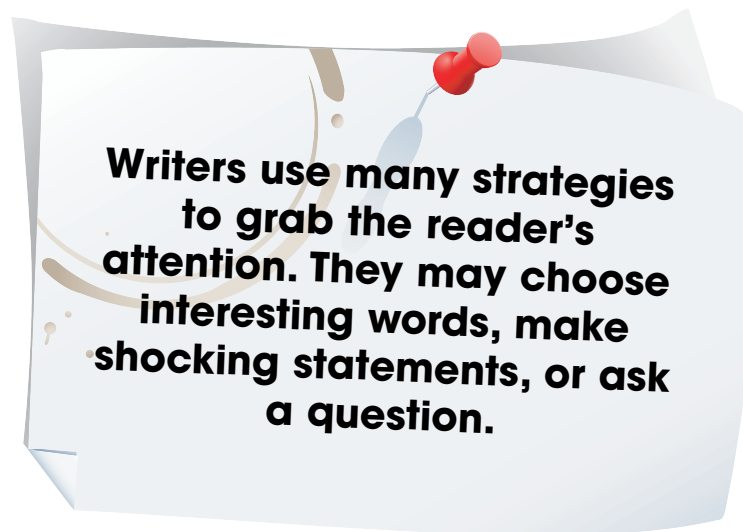 Writers use many strategies
to grab the reader’s
attention. They may choose
interesting words, make
shocking statements, or ask
a question.